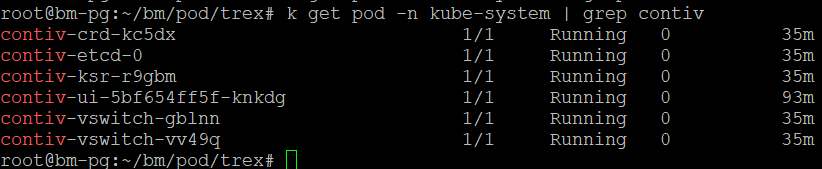 root@bm-pg:~/bm/pod/trex# k get pod -n kube-system | grep contiv
contiv-crd-kc5dx 1/1 Running 0 35m
contiv-etcd-0 1/1 Running 0 35m
contiv-ksr-r9gbm 1/1 Running 0 35m
contiv-ui-5bf654ff5f-knkdg 1/1 Running 0 93m
contiv-vswitch-gblnn 1/1 Running 0 35m
contiv-vswitch-vv49q 1/1 Running 0 35m
root@bm-pg:~/bm/pod/trex#